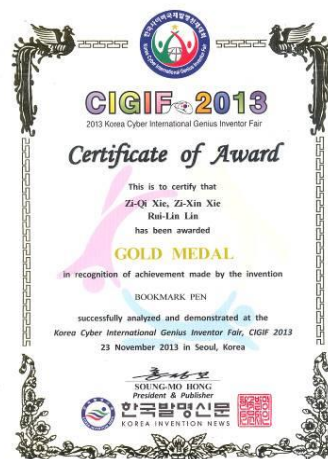 CIGIF 2013
2013 Korea Cyber International Genius Inventor Fair
Certificate of Award
This is to certify that
Zi-Qi Xie, Zi-Xin Xie
Rui-Lin Lin
has been awarded
GOLD MEDAL
in recognition of achievement made by the invention
BOOKMARK PEN
successfully analyzed and demonstrated at the
Korea Cyber International Genius Inventor Fair, CIGIF 2013
23 November 2013 in Seoul, Korea
SOUNG-MO HONG
President & Publisher
한국발명신문
KOREA INVENTION NEWS